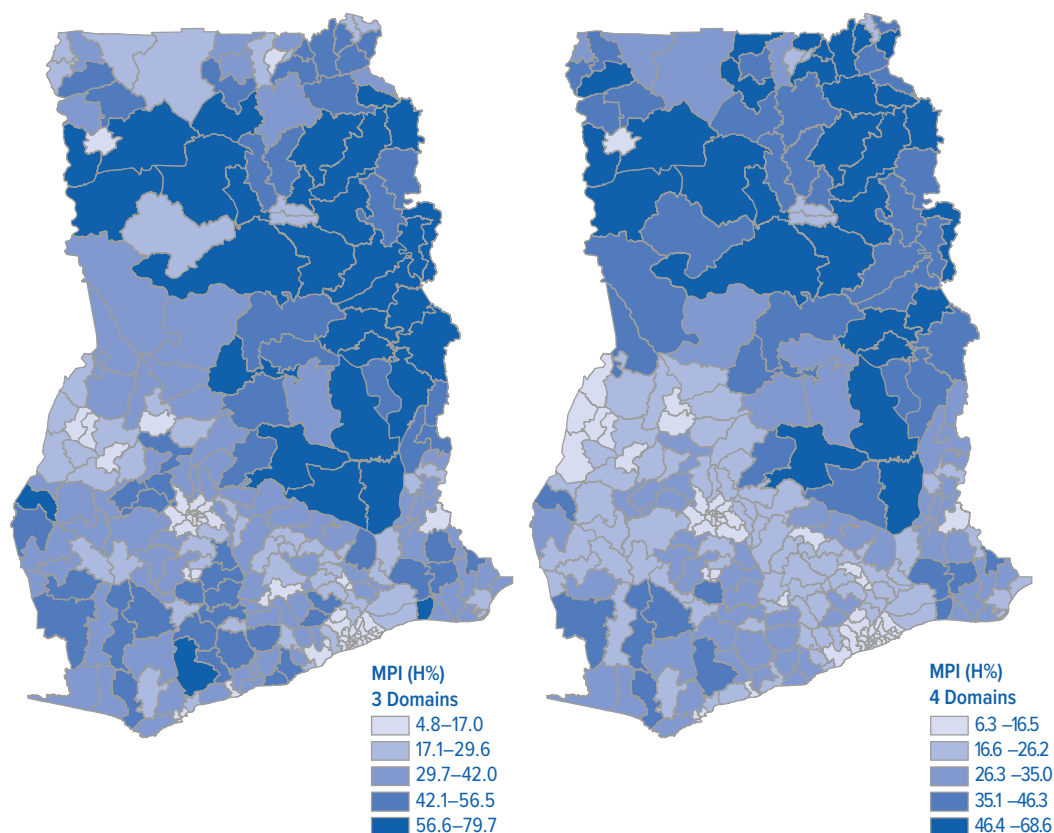 MPI (H%)
3 Domains
4.8–17.0
17.1–29.6
29.7–42.0
42.1–56.5
56.6–79.7
MPI (H%)
4 Domains
6.3 –16.5
16.6 –26.2
26.3 –35.0
35.1 –46.3
46.4 –68.6